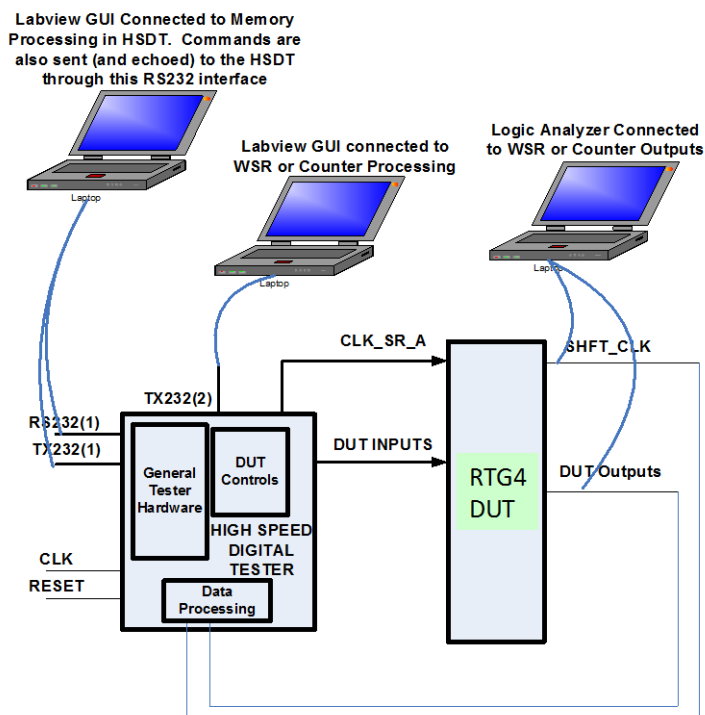 Labview GUI Connected to Memory
Processing in HSDT. Commands are
also sent (and echoed) to the HSDT
through this RS232 interface
Laptop
Labview GUI connected to
WSR or Counter Processing
Laptop
Logic Analyzer Connected
to WSR or Counter Outputs
Laptop
CLK_SR_A
SHFT_CLK
TX232(2)
RS232(1)
TX232(1)
DUT INPUTS
DUT Outputs
General
Tester
Hardware
DUT
Controls
RTG4
DUT
HIGH SPEED
DIGITAL
TESTER
CLK
RESET
Data
Processing